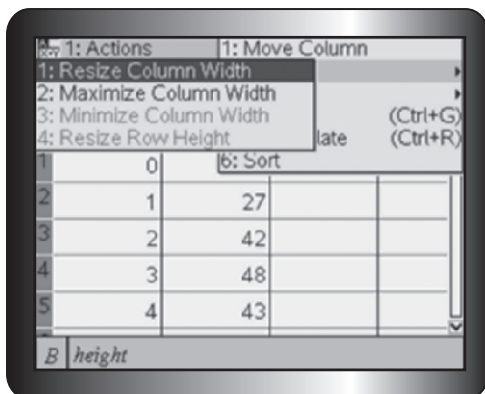 1: Actions 1: Move Column
1: Resize Column Width
2: Maximize Column Width
3: Minimize Column Width (Ctrl+G)
4: Resize Row Height late (Ctrl+R)
6: Sort
1 0
2 1 27
3 2 42
4 3 48
5 4 43
B height